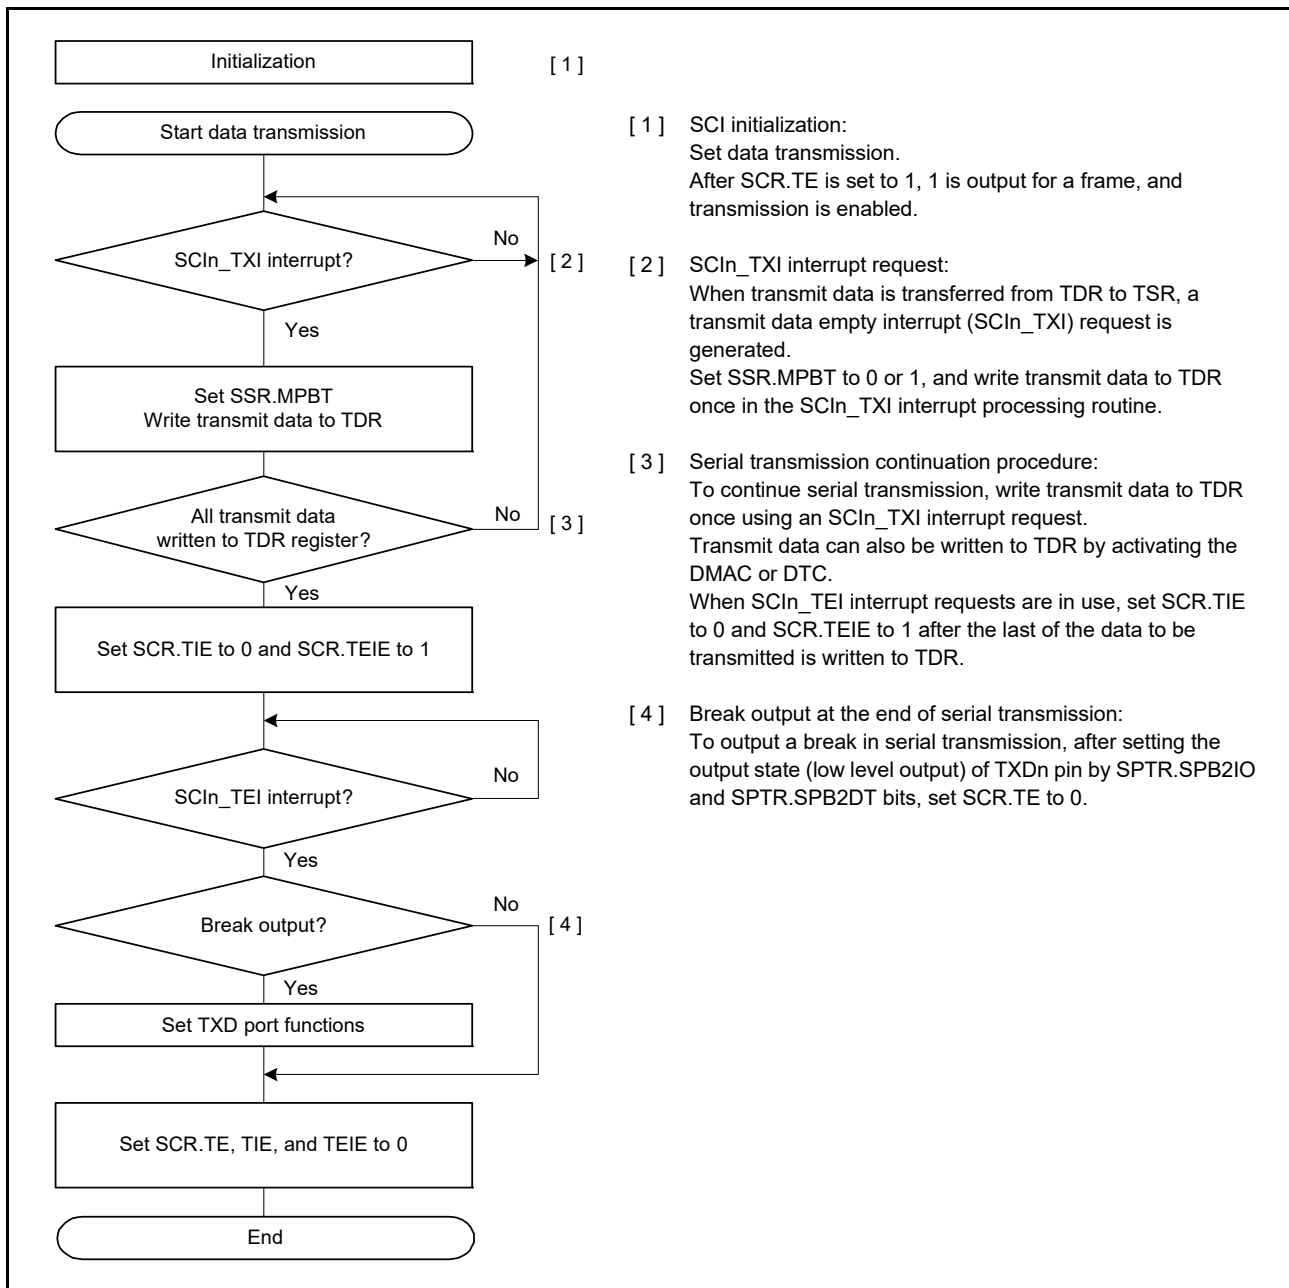 Initialization
[ 1 ]
Start data transmission
SCIn_TXI interrupt?
No
[ 2 ]
Yes
Set SSR.MPBT
Write transmit data to TDR
All transmit data
written to TDR register?
No
[ 3 ]
Yes
Set SCR.TIE to 0 and SCR.TEIE to 1
SCIn_TEI interrupt?
No
Yes
Break output?
No
[ 4 ]
Yes
Set TXD port functions
Set SCR.TE, TIE, and TEIE to 0
End
[ 1 ] SCI initialization:
Set data transmission.
After SCR.TE is set to 1, 1 is output for a frame, and
transmission is enabled.
[ 2 ] SCIn_TXI interrupt request:
When transmit data is transferred from TDR to TSR, a
transmit data empty interrupt (SCIn_TXI) request is
generated.
Set SSR.MPBT to 0 or 1, and write transmit data to TDR
once in the SCIn_TXI interrupt processing routine.
[ 3 ] Serial transmission continuation procedure:
To continue serial transmission, write transmit data to TDR
once using an SCIn_TXI interrupt request.
Transmit data can also be written to TDR by activating the
DMAC or DTC.
When SCIn_TEI interrupt requests are in use, set SCR.TIE
to 0 and SCR.TEIE to 1 after the last of the data to be
transmitted is written to TDR.
[ 4 ] Break output at the end of serial transmission:
To output a break in serial transmission, after setting the
output state (low level output) of TXDn pin by SPTR.SPB2IO
and SPTR.SPB2DT bits, set SCR.TE to 0.